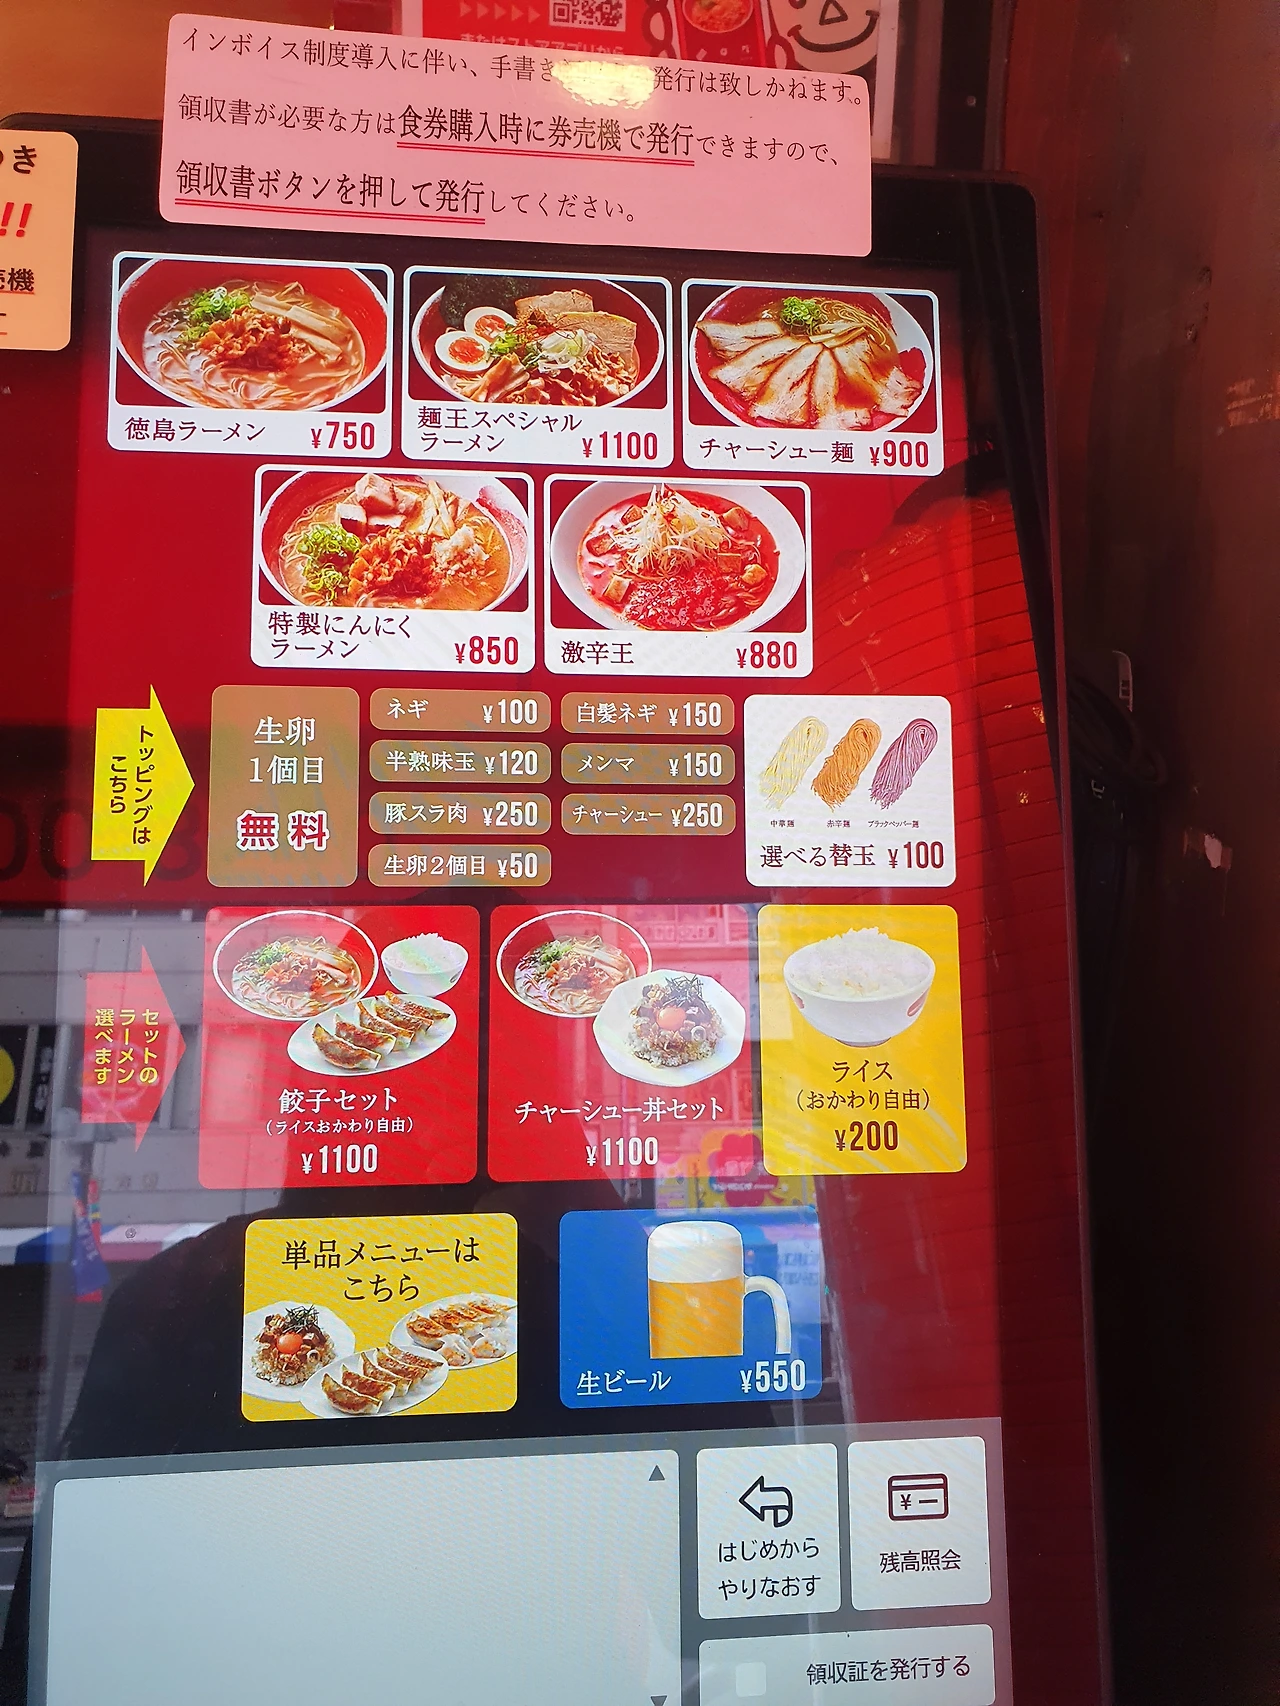 またはストアアプリから
インボイス制度導入に伴い、手書き 発行は致しかねます。
領収書が必要な方は食券購入時に券売機で発行できますので、
領収書ボタンを押して発行してください。
き
!!
売機
徳島ラーメン ¥750
麺王スペシャル
ラーメン ¥1100
チャーシュー麺 ¥900
特製にんにく
ラーメン ¥850
激辛王 ¥880
トッピングは
こちら
生卵
1個目
無料
ネギ ¥100
白髪ネギ ¥150
半熟味玉 ¥120
メンマ ¥150
豚スラ肉 ¥250
チャーシュー ¥250
生卵2個目 ¥50
中華麺 赤辛麺 ブラックペッパー麺
選べる替玉 ¥100
セットの
ラーメン
選べます
餃子セット
(ライスおかわり自由)
¥1100
チャーシュー丼セット
¥1100
ライス
(おかわり自由)
¥200
単品メニューは
こちら
生ビール ¥550
はじめから
やりなおす
¥
残高照会
領収証を発行する